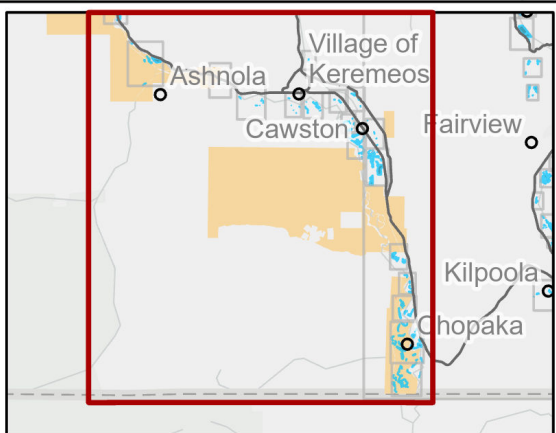 Village of
Keremeos
Ashnola
Cawston
Fairview
Kilpoola
Chopaka